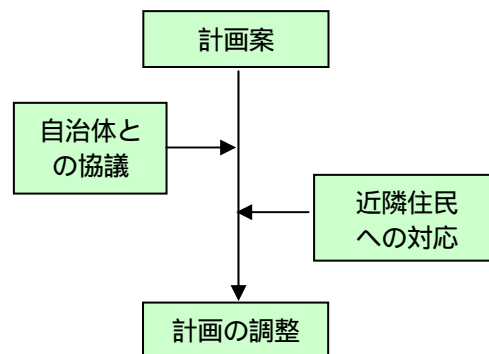 計画案
自治体と
の協議
近隣住民
への対応
計画の調整